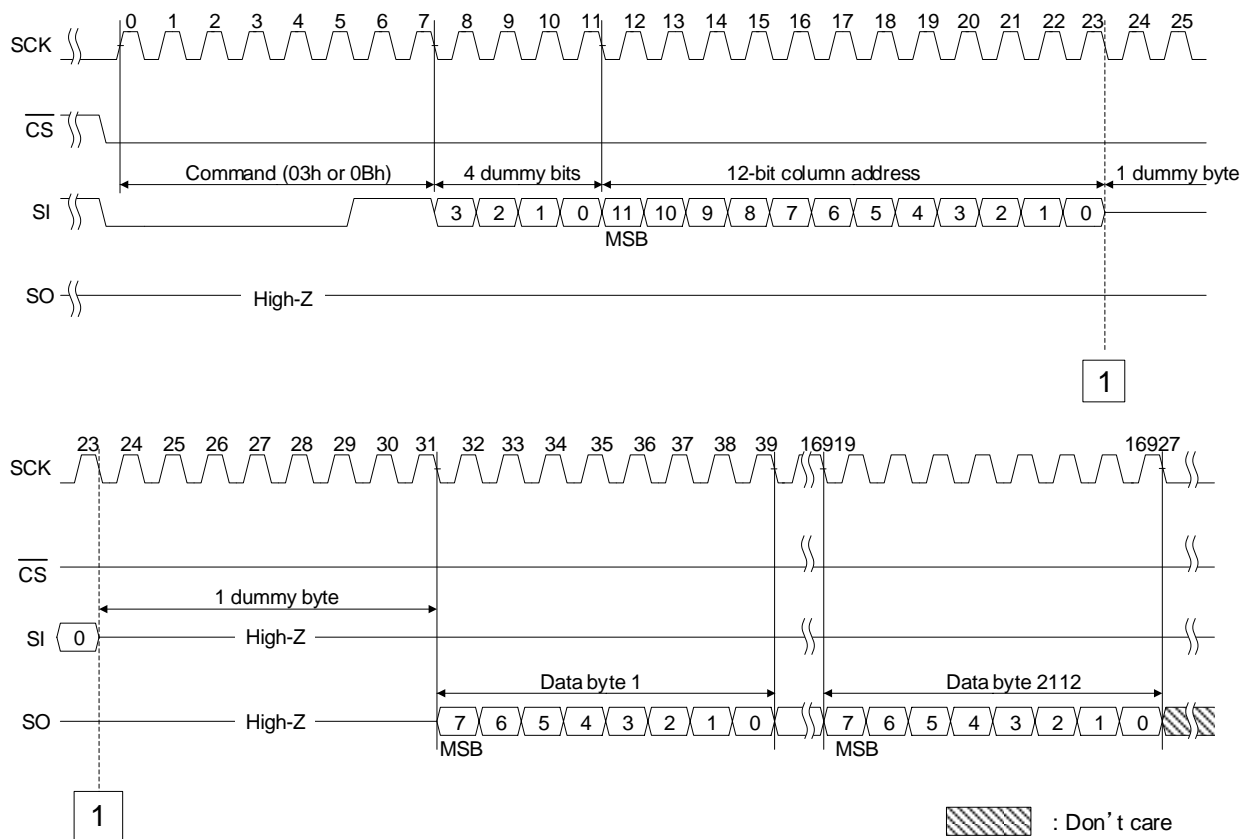 0 1 2 3 4 5 6 7 8 9 10 11 12 13 14 15 16 17 18 19 20 21 22 23 24 25
SCK
CS
Command (03h or 0Bh) 4 dummy bits 12-bit column address 1 dummy byte
SI 3 2 1 0 11 10 9 8 7 6 5 4 3 2 1 0
MSB
SO High-Z
1
23 24 25 26 27 28 29 30 31 32 33 34 35 36 37 38 39 16919 16927
SCK
CS
1 dummy byte
SI 0 High-Z
Data byte 1 Data byte 2112
SO High-Z 7 6 5 4 3 2 1 0 7 6 5 4 3 2 1 0
MSB MSB
1
: Don't care